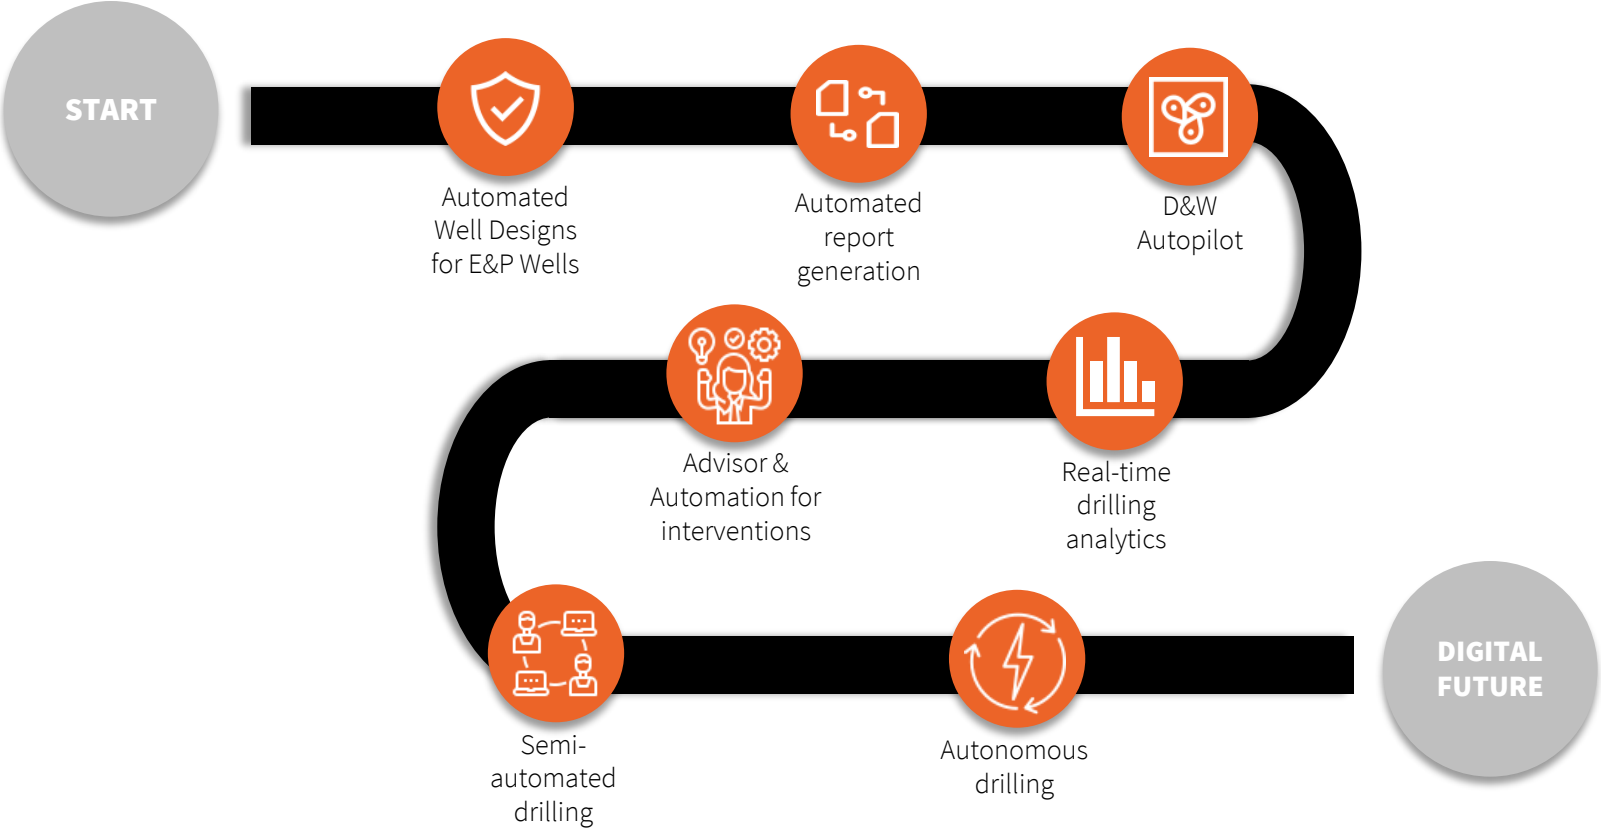 START
Automated
Well Designs
for E&P Wells
Automated
report
generation
D&W
Autopilot
Real-time
drilling
analytics
Advisor &
Automation for
interventions
Semi-
automated
drilling
Autonomous
drilling
DIGITAL
FUTURE